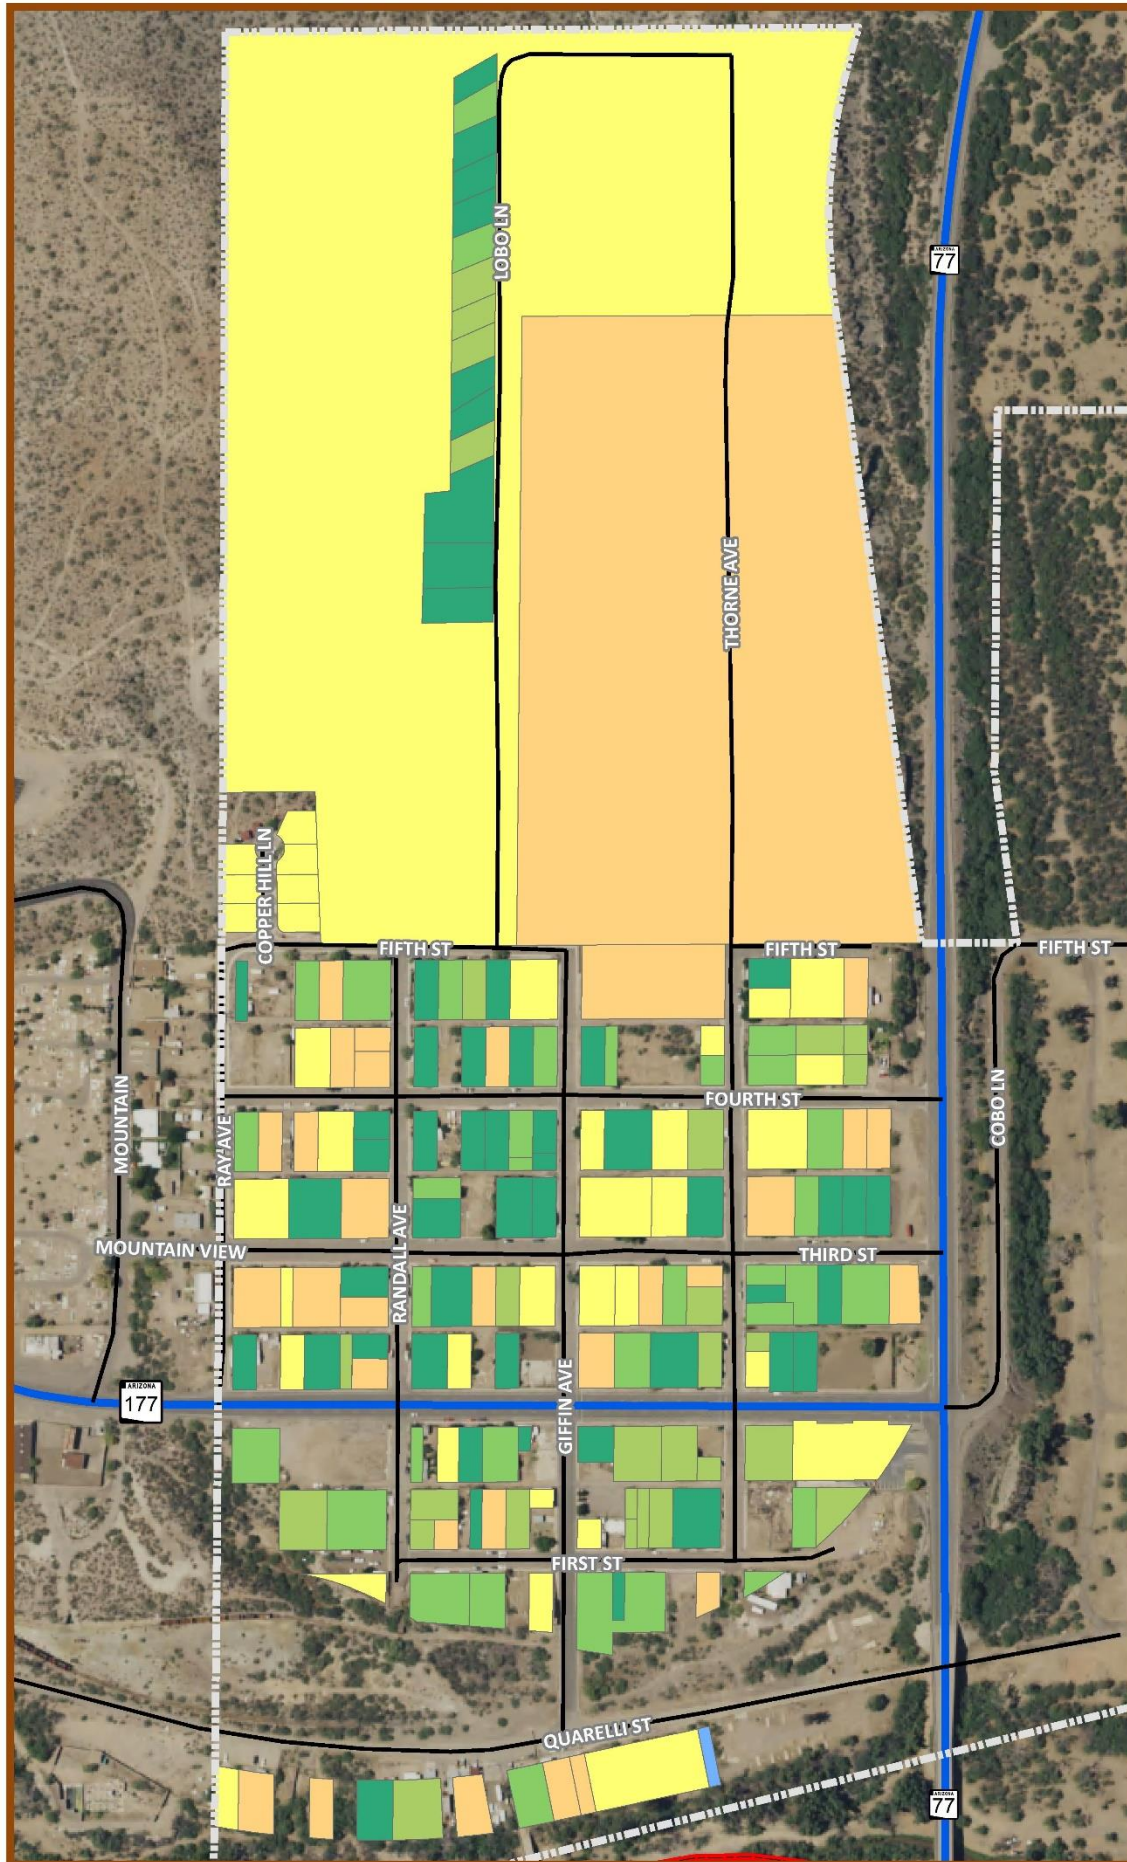 LOBO LN
ARIZONA
77
THORNE AVE
COPPER HILL LN
FIFTH ST
FIFTH ST
FIFTH ST
MOUNTAIN
RAY AVE
FOURTH ST
COBO LN
RANDALL AVE
MOUNTAIN VIEW
THIRD ST
ARIZONA
177
GIFFIN AVE
FIRST ST
QUARELLI ST
ARIZONA
77